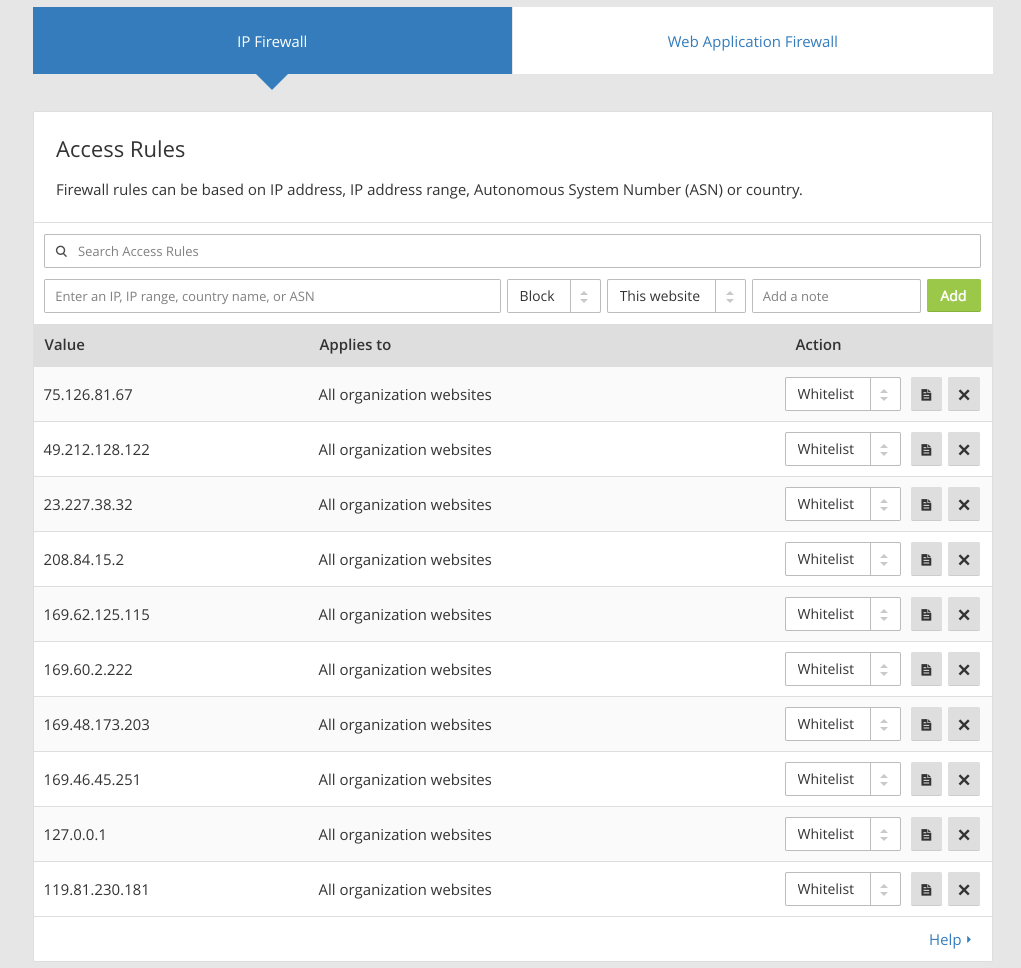 IP Firewall Web Application Firewall
Access Rules
Firewall rules can be based on IP address, IP address range, Autonomous System Number (ASN) or country.
Search Access Rules
Enter an IP, IP range, country name, or ASN Block This website Add a note Add
Value Applies to Action
75.126.81.67 All organization websites Whitelist
49.212.128.122 All organization websites Whitelist
23.227.38.32 All organization websites Whitelist
208.84.15.2 All organization websites Whitelist
169.62.125.115 All organization websites Whitelist
169.60.2.222 All organization websites Whitelist
169.48.173.203 All organization websites Whitelist
169.46.45.251 All organization websites Whitelist
127.0.0.1 All organization websites Whitelist
119.81.230.181 All organization websites Whitelist
Help